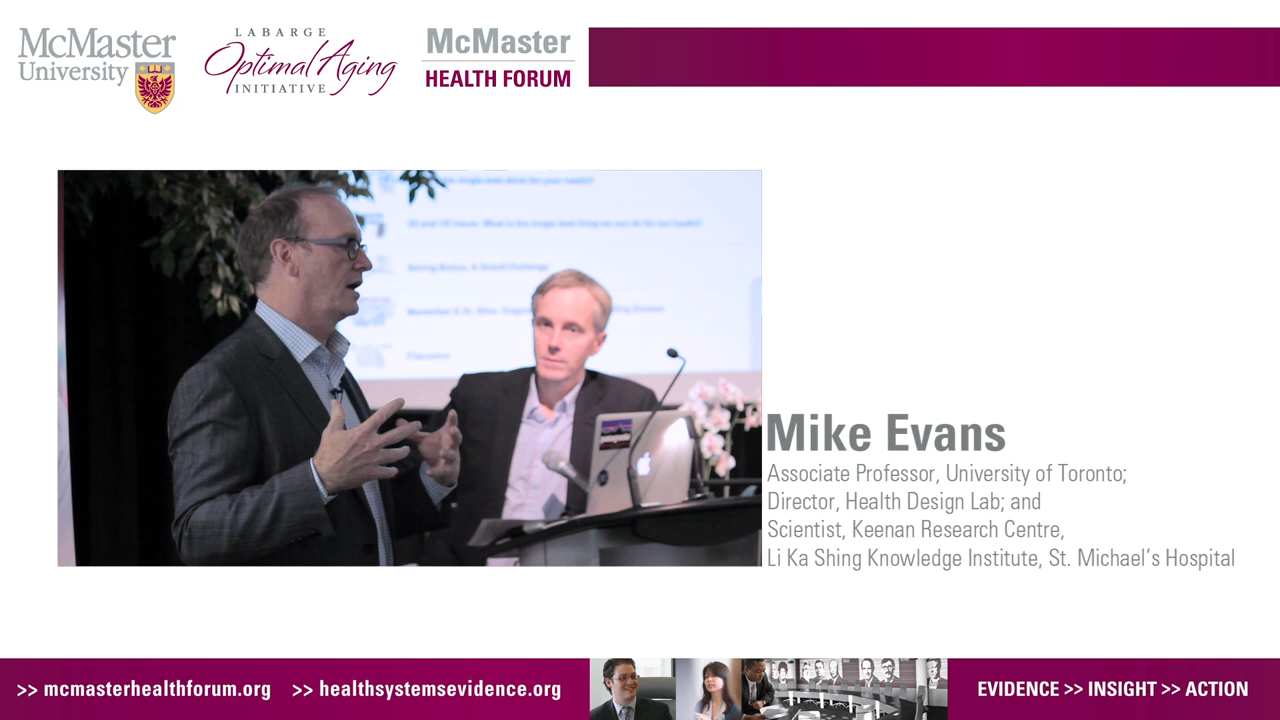 McMaster
University
LABARGE
Optimal Aging
INITIATIVE
McMaster
HEALTH FORUM
Mike Evans
Associate Professor, University of Toronto;
Director, Health Design Lab; and
Scientist, Keenan Research Centre,
Li Ka Shing Knowledge Institute, St. Michael's Hospital
>> mcmasterhealthforum.org >> healthsystemsevidence.org
EVIDENCE >> INSIGHT >> ACTION